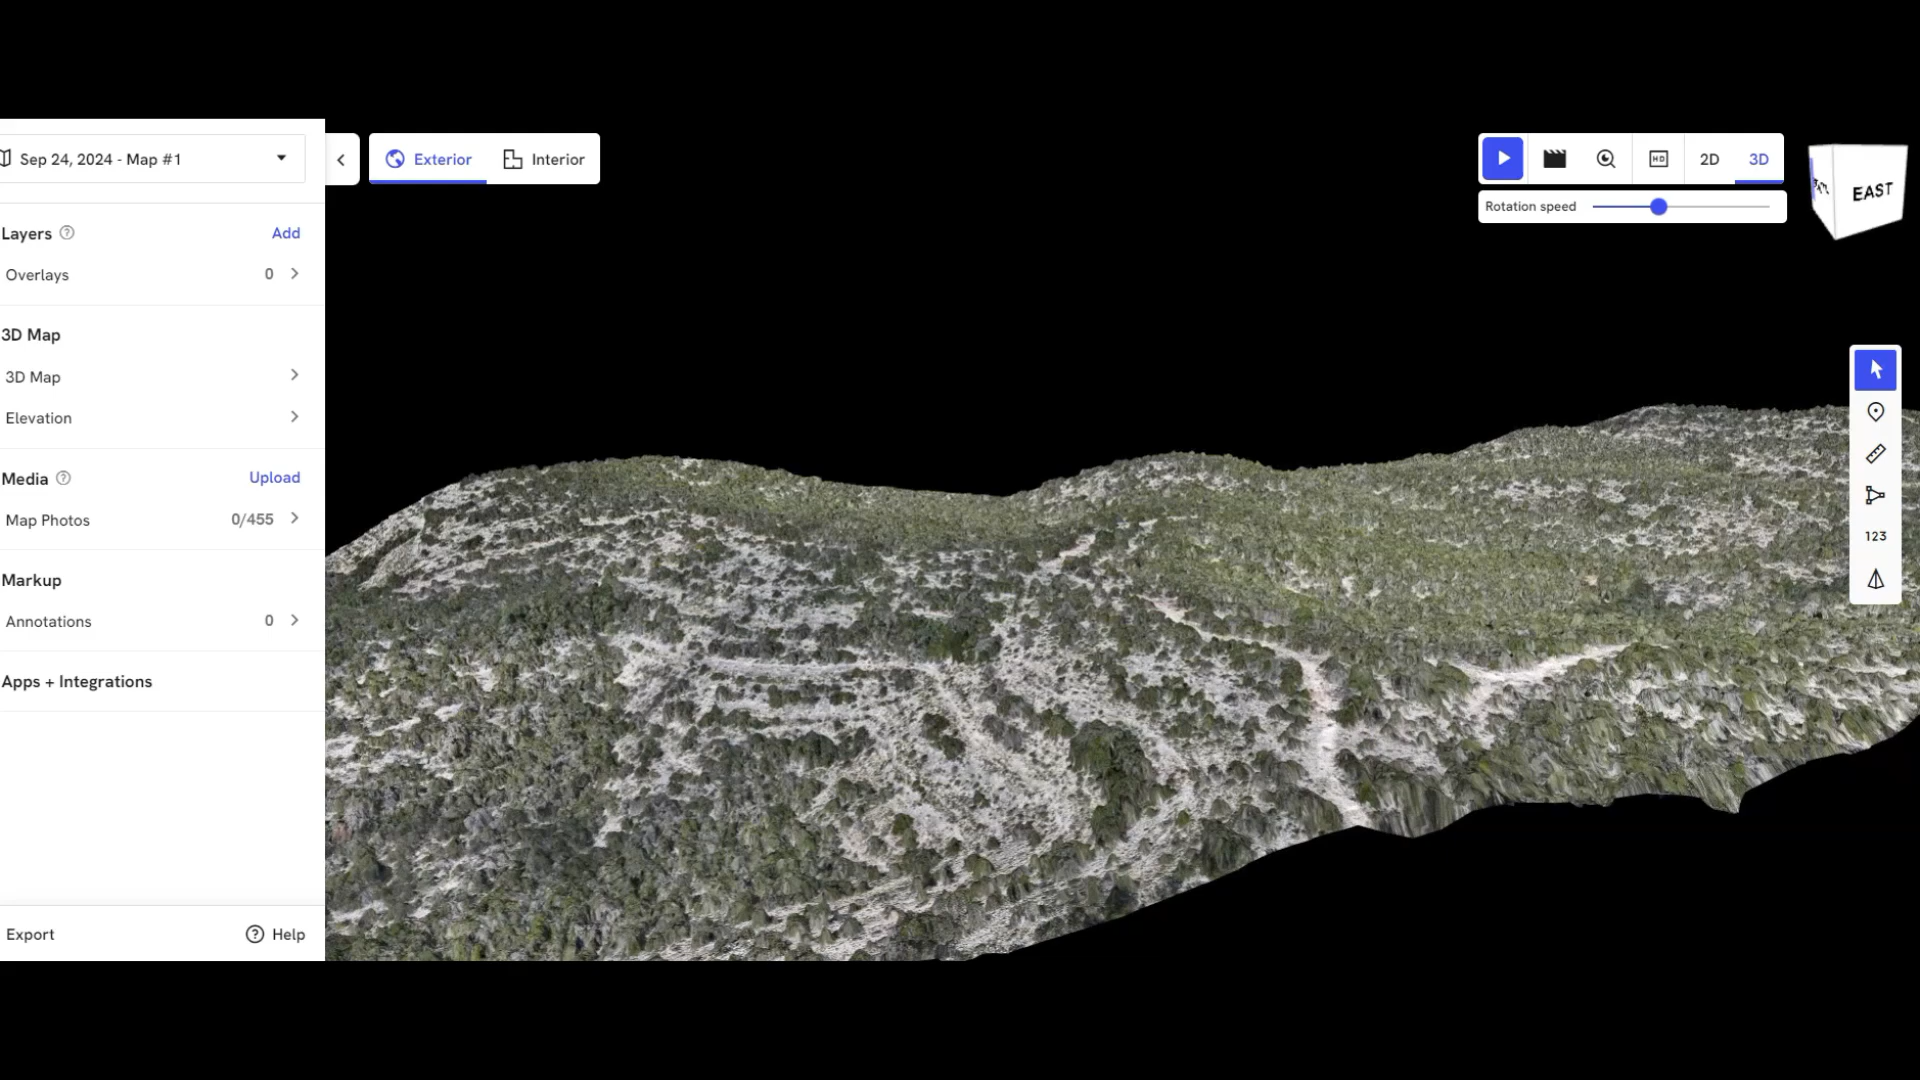 Sep 24, 2024 - Map #1
Exterior
Interior
HD
2D
3D
Rotation speed
EAST
Layers
Add
Overlays
0
3D Map
3D Map
Elevation
Media
Upload
Map Photos
0/455
Markup
Annotations
0
Apps + Integrations
123
Export
Help